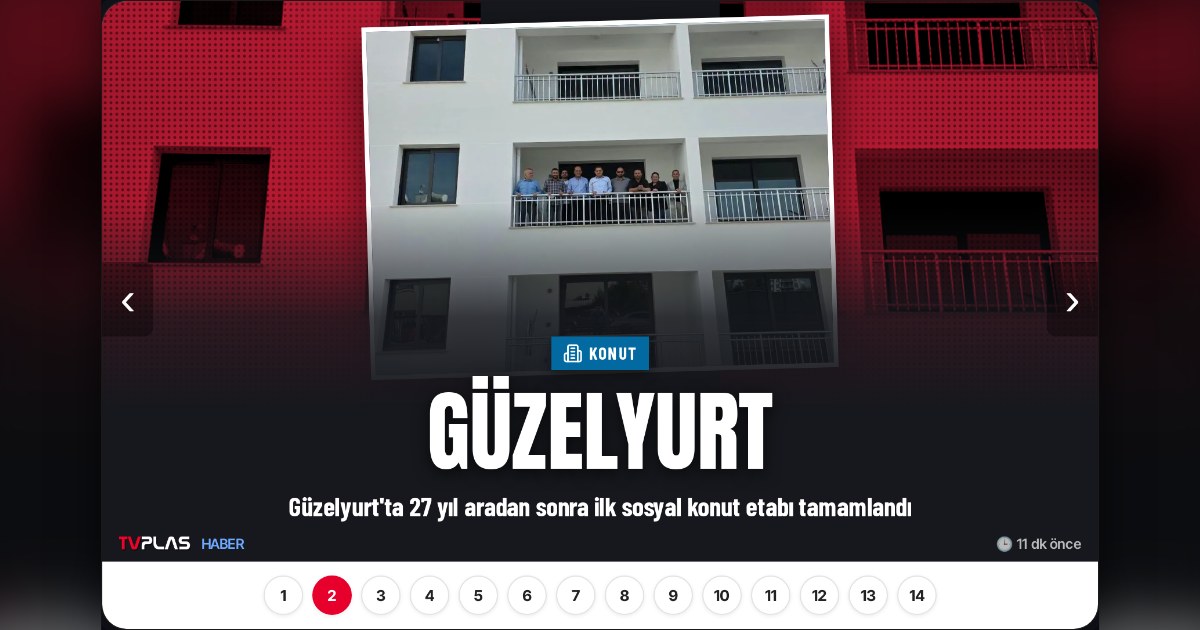 KONUT
GÜZELYURT
Güzelyurt'ta 27 yıl aradan sonra ilk sosyal konut etabı tamamlandı
TVPLAS HABER
11 dk önce
1 2 3 4 5 6 7 8 9 10 11 12 13 14